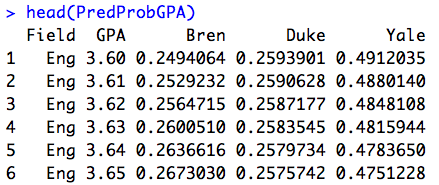 > head(PredProbGPA)
Field GPA Bren Duke Yale
1 Eng 3.60 0.2494064 0.2593901 0.4912035
2 Eng 3.61 0.2529232 0.2590628 0.4880140
3 Eng 3.62 0.2564715 0.2587177 0.4848108
4 Eng 3.63 0.2600510 0.2583545 0.4815944
5 Eng 3.64 0.2636616 0.2579734 0.4783650
6 Eng 3.65 0.2673030 0.2575742 0.4751228